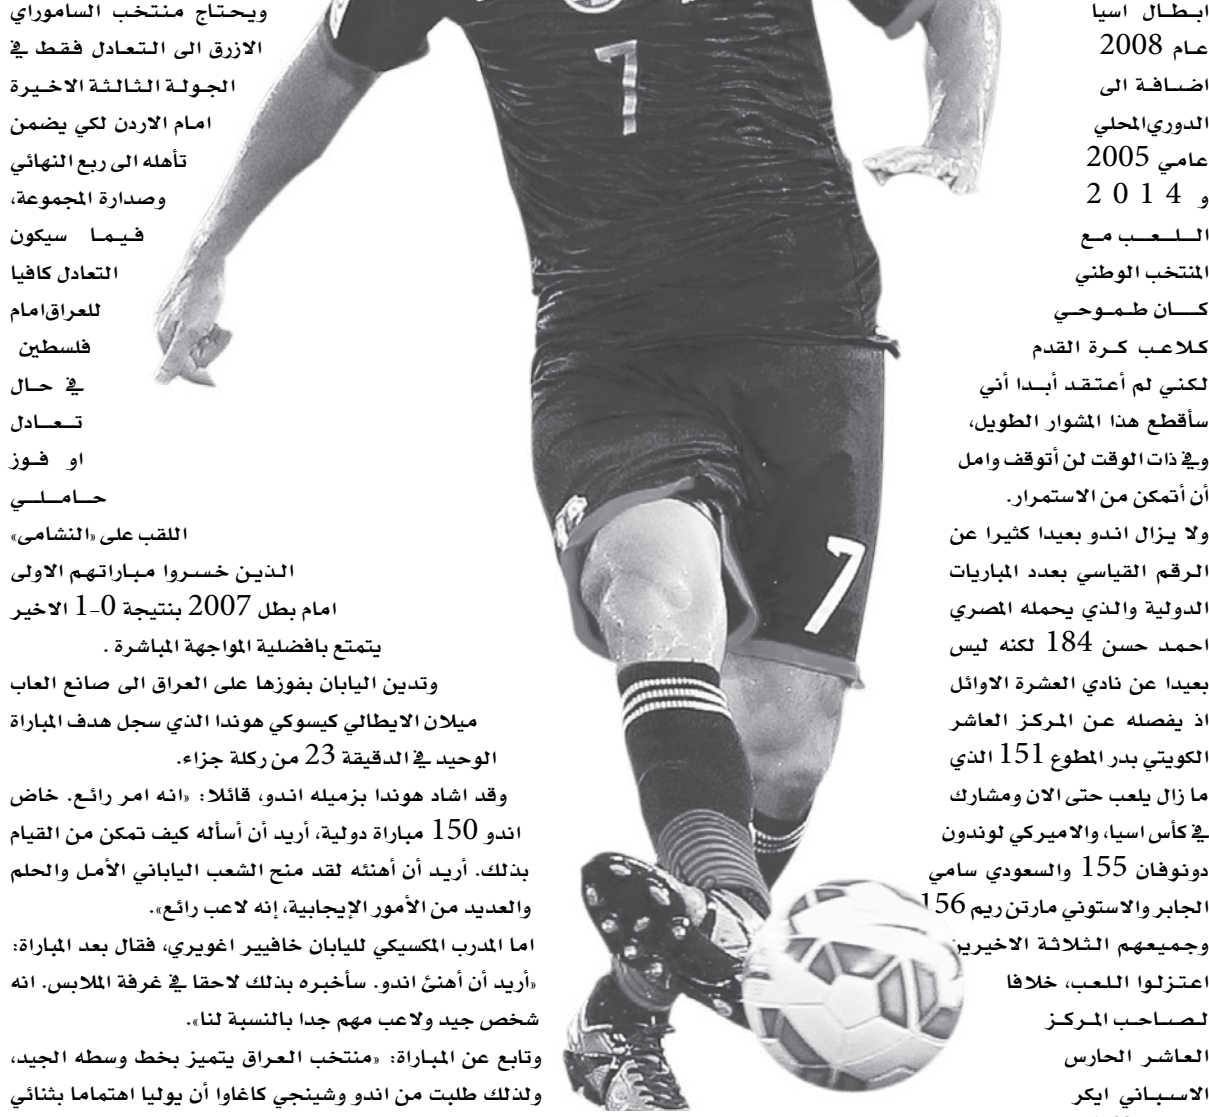 ابطال اسيا
عام 2008
اضافة الى
الدوري المحلي
عامي 2005
و 2014
اللعب مع
المنتخب الوطني
كان طموحي
كلاعب كرة القدم
لكني لم أعتقد أبدا أني
سأقطع هذا المشوار الطويل،
وفي ذات الوقت لن أتوقف وامل
أن أتمكن من الاستمرار.
ولا يزال اندو بعيدا كثيرا عن
الرقم القياسي بعدد المباريات
الدولية والذي يحمله المصري
احمد حسن 184 لكنه ليس
بعيدا عن نادي العشرة الاوائل
اذ يفصله عن المركز العاشر
الكويتي بدر المطوع 151 الذي
ما زال يلعب حتى الان ومشارك
في كأس اسيا، والاميركي لوندون
دونوفان 155 والسعودي سامي
الجابر والاستوني مارتن ريم 156
وجميعهم الثلاثة الاخيرين
اعتزلوا اللعب، خلافا
لصاحب المركز
العاشر الحارس
الاسباني ايكر
ويحتاج منتخب الساموراي
الازرق الى التعادل فقط في
الجولة الثالثة الاخيرة
امام الاردن لكي يضمن
تأهله الى ربع النهائي
وصدارة المجموعة،
فيما سيكون
التعادل كافيا
للعراق امام
فلسطين
في حال
تعادل
او فوز
حاملي
اللقب على «النشامى»
الذين خسروا مباراتهم الاولى
امام بطل 2007 بنتيجة 0-1 الاخير
يتمتع بافضلية المواجهة المباشرة .
وتدين اليابان بفوزها على العراق الى صانع العاب
ميلان الايطالي كيسوكي هوندا الذي سجل هدف المباراة
الوحيد في الدقيقة 23 من ركلة جزاء.
وقد اشاد هوندا بزميله اندو، قائلا: «انه امر رائع. خاض
اندو 150 مباراة دولية، أريد أن أسأله كيف تمكن من القيام
بذلك. أريد أن أهنئه لقد منح الشعب الياباني الأمل والحلم
والعديد من الأمور الإيجابية، إنه لاعب رائع».
اما المدرب المكسيكي لليابان خافيير اغويري، فقال بعد المباراة:
«أريد أن أهنئ اندو. سأخبره بذلك لاحقا في غرفة الملابس. انه
شخص جيد ولاعب مهم جدا بالنسبة لنا».
وتابع عن المباراة: «منتخب العراق يتميز بخط وسطه الجيد،
ولذلك طلبت من اندو وشينجي كاغاوا أن يوليا اهتماما بثنائي
7
7